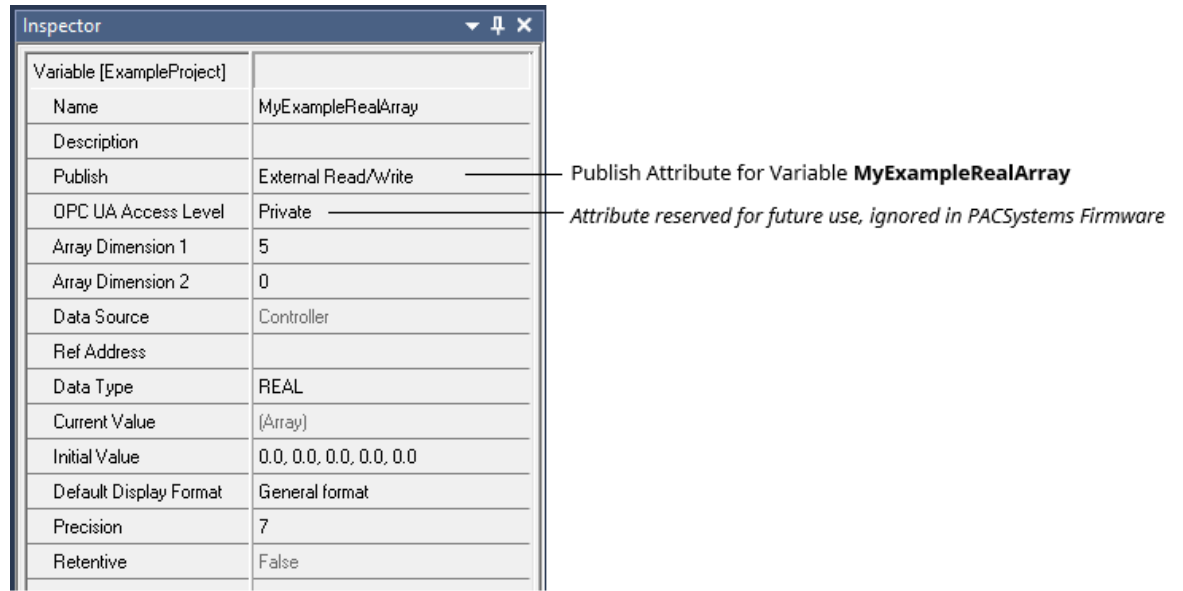 Inspector
Variable [ExampleProject]
Name MyExampleRealArray
Description
Publish External Read/Write
Publish Attribute for Variable MyExampleRealArray
OPC UA Access Level Private
Attribute reserved for future use, ignored in PACSystems Firmware
Array Dimension 1 5
Array Dimension 2 0
Data Source Controller
Ref Address
Data Type REAL
Current Value (Array)
Initial Value 0.0, 0.0, 0.0, 0.0, 0.0
Default Display Format General format
Precision 7
Retentive False